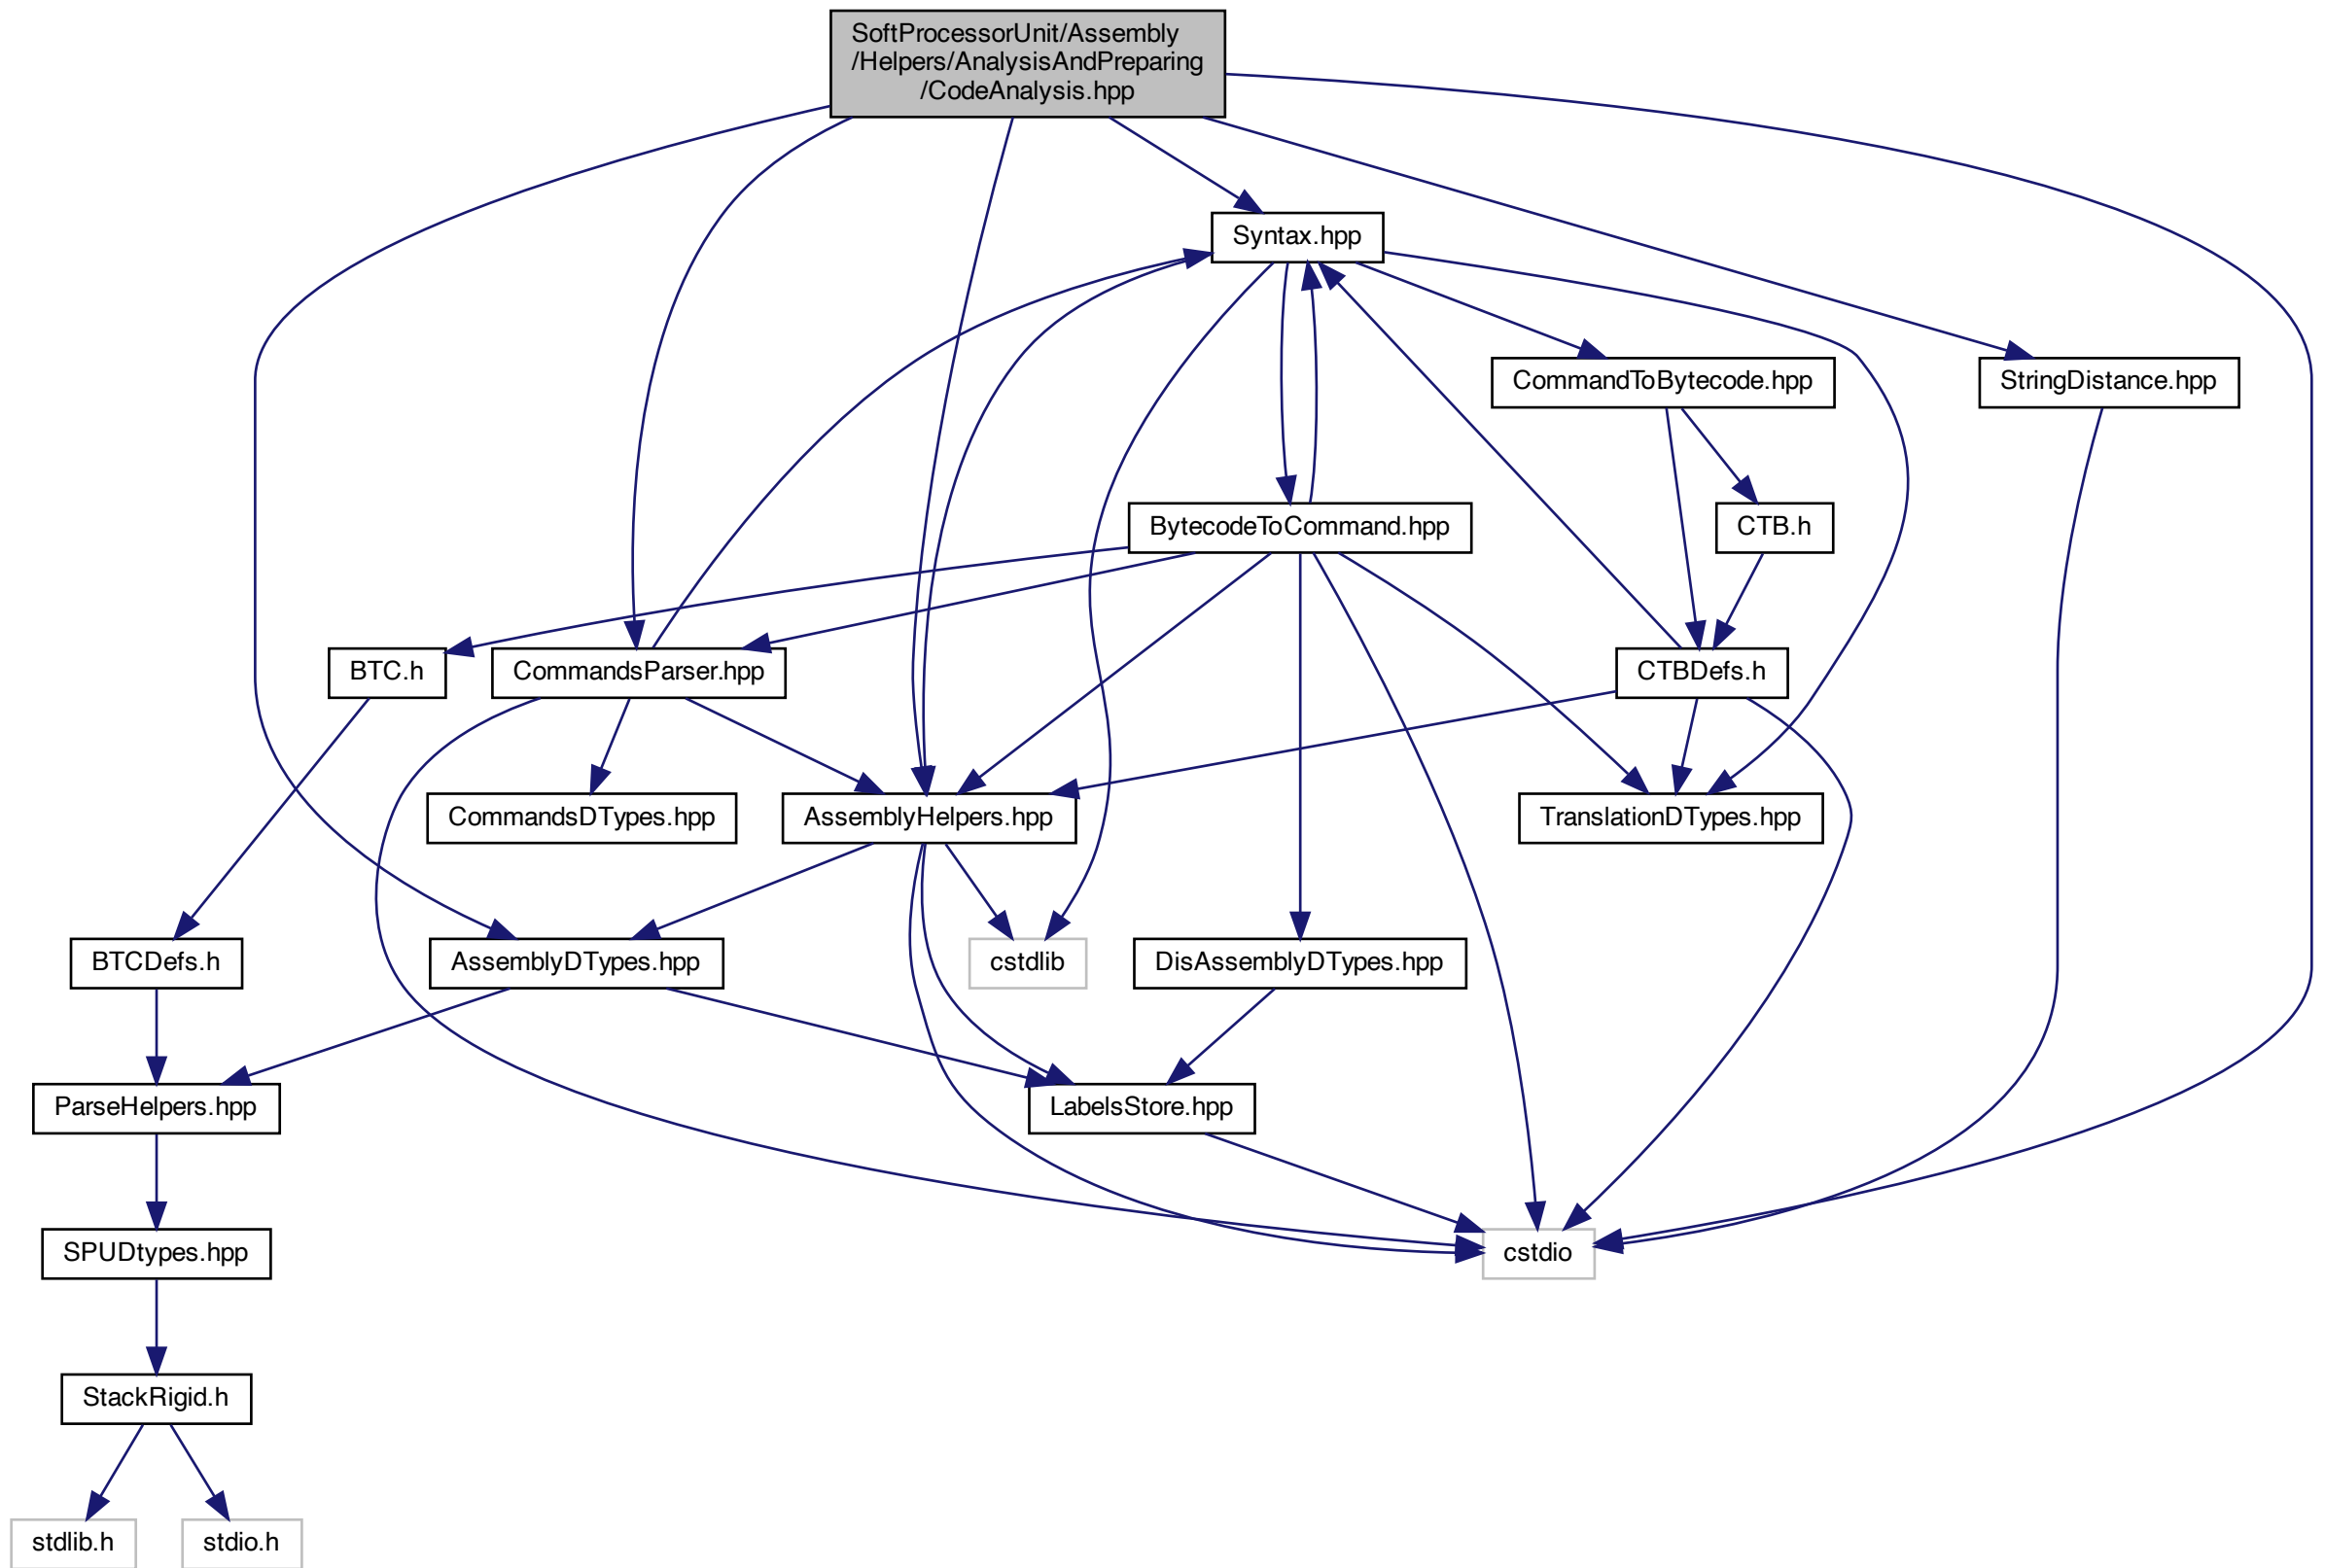 SoftProcessorUnit/Assembly
/Helpers/AnalysisAndPreparing
/CodeAnalysis.hpp
Syntax.hpp
CommandToBytecode.hpp
StringDistance.hpp
BytecodeToCommand.hpp
CTB.h
BTC.h
CommandsParser.hpp
CTBDefs.h
CommandsDTypes.hpp
AssemblyHelpers.hpp
TranslationDTypes.hpp
BTCDefs.h
AssemblyDTypes.hpp
cstdlib
DisAssemblyDTypes.hpp
ParseHelpers.hpp
LabelsStore.hpp
SPUDtypes.hpp
cstdio
StackRigid.h
stdlib.h
stdio.h